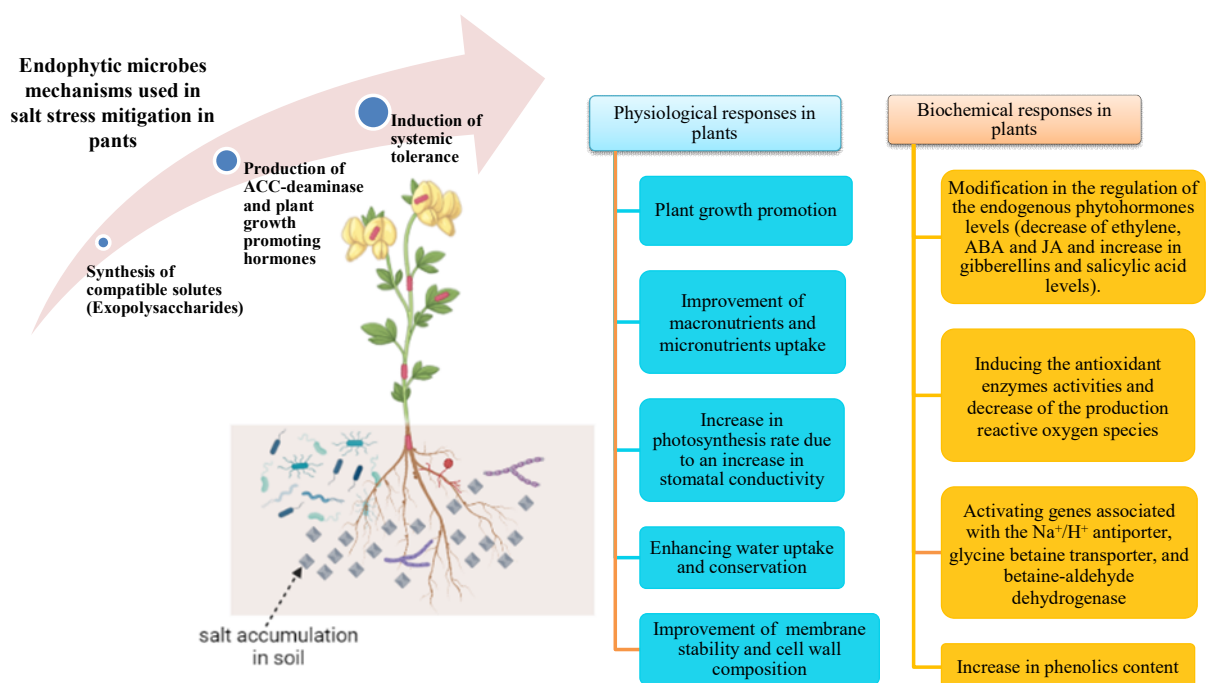 Endophytic microbes
mechanisms used in
salt stress mitigation in
pants
Synthesis of
compatible solutes
(Exopolysaccharides)
Production of
ACC-deaminase
and plant
growth
promoting
hormones
Induction of
systemic
tolerance
salt accumulation
in soil
Physiological responses in
plants
Plant growth promotion
Improvement of
macronutrients and
micronutrients uptake
Increase in
photosynthesis rate due
to an increase in
stomatal conductivity
Enhancing water uptake
and conservation
Improvement of membrane
stability and cell wall
composition
Biochemical responses in
plants
Modification in the regulation of
the endogenous phytohormones
levels (decrease of ethylene,
ABA and JA and increase in
gibberellins and salicylic acid
levels).
Inducing the antioxidant
enzymes activities and
decrease of the production
reactive oxygen species
Activating genes associated
with the Na⁺/H⁺ antiporter,
glycine betaine transporter, and
betaine-aldehyde
dehydrogenase
Increase in phenolics content